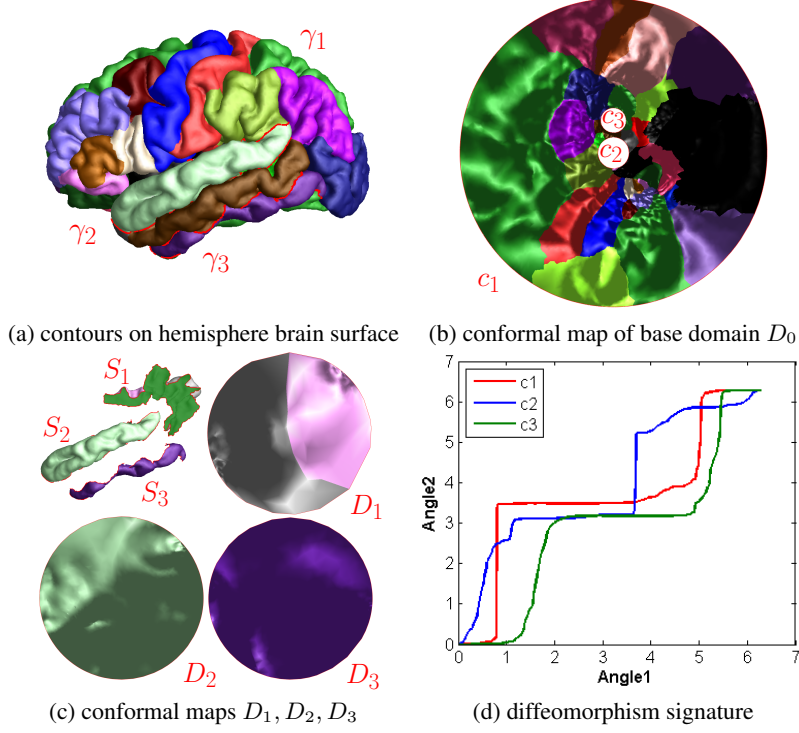 γ1
γ2
γ3
(a) contours on hemisphere brain surface
c3
c2
c1
(b) conformal map of base domain D0
S1
S2
S3
D1
D2
D3
(c) conformal maps D1, D2, D3
7
6
5
4
3
2
1
0
Angle2
c1
c2
c3
0 1 2 3 4 5 6 7
Angle1
(d) diffeomorphism signature